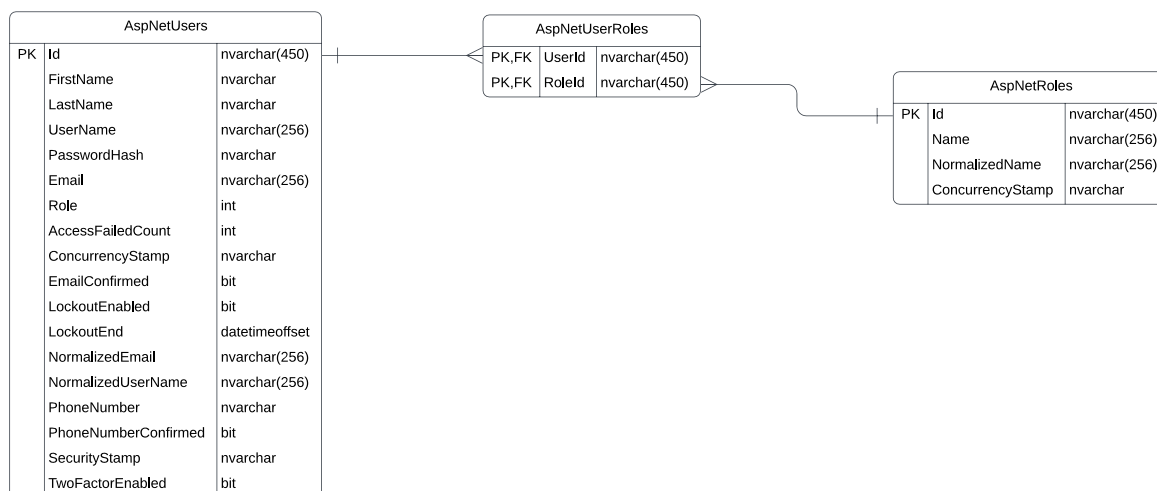 AspNetUsers
PK Id nvarchar(450)
FirstName nvarchar
LastName nvarchar
UserName nvarchar(256)
PasswordHash nvarchar
Email nvarchar(256)
Role int
AccessFailedCount int
ConcurrencyStamp nvarchar
EmailConfirmed bit
LockoutEnabled bit
LockoutEnd datetimeoffset
NormalizedEmail nvarchar(256)
NormalizedUserName nvarchar(256)
PhoneNumber nvarchar
PhoneNumberConfirmed bit
SecurityStamp nvarchar
TwoFactorEnabled bit
AspNetUserRoles
PK,FK UserId nvarchar(450)
PK,FK RoleId nvarchar(450)
AspNetRoles
PK Id nvarchar(450)
Name nvarchar(256)
NormalizedName nvarchar(256)
ConcurrencyStamp nvarchar